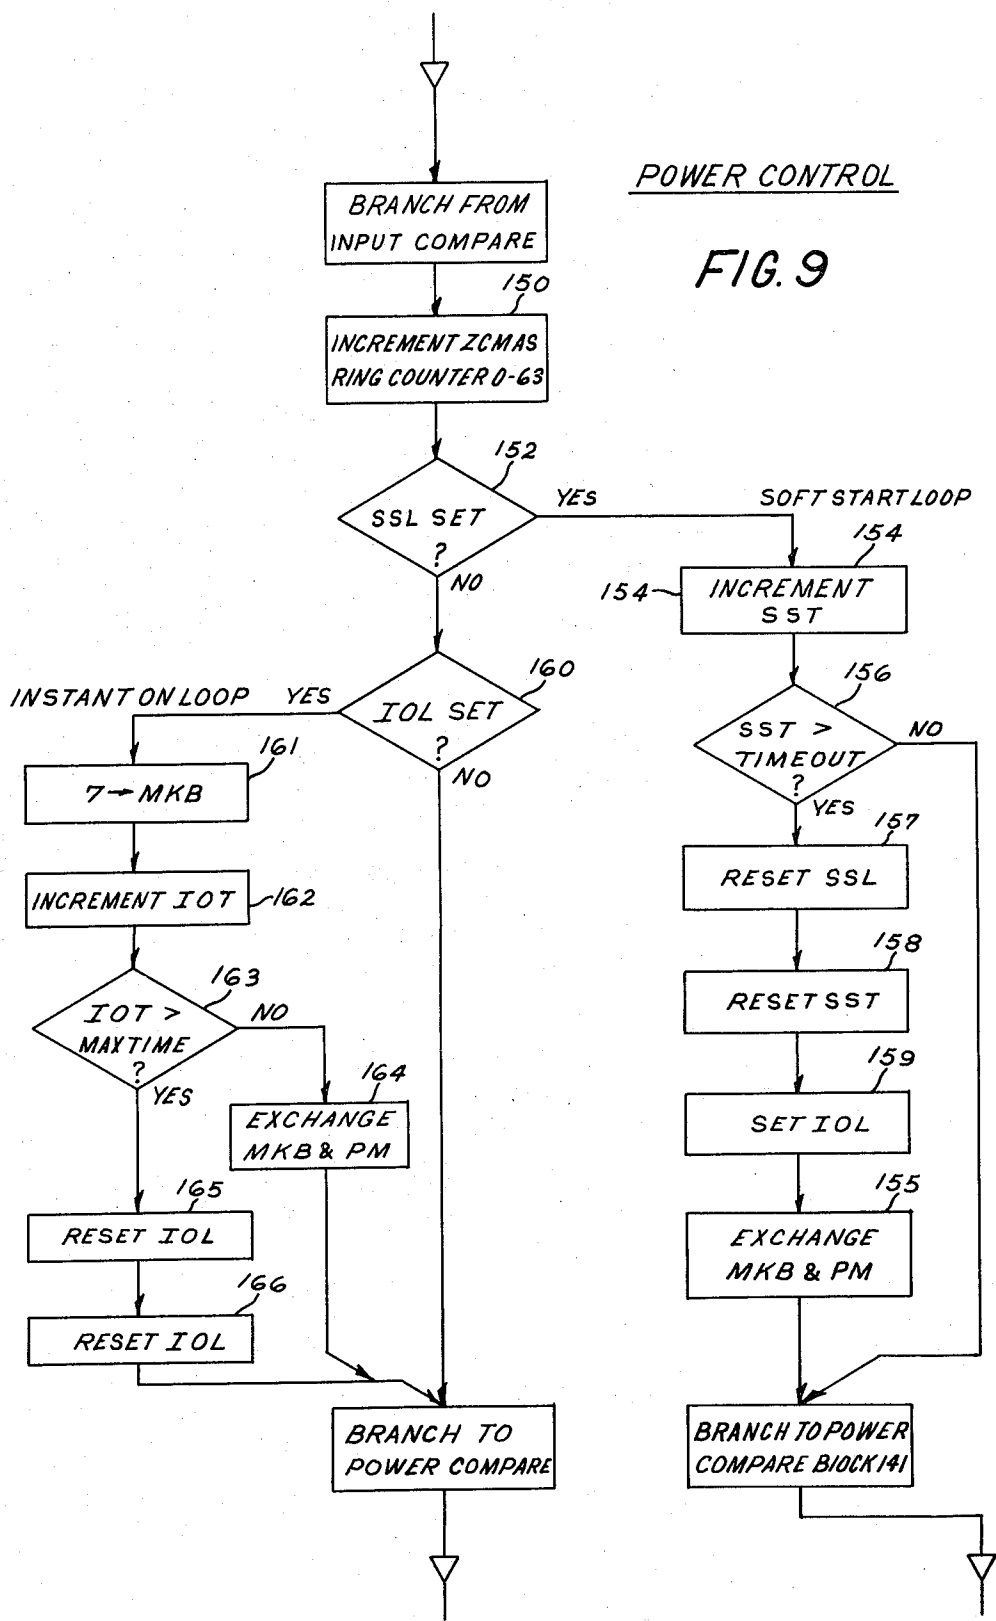 POWER CONTROL
FIG. 9
BRANCH FROM
INPUT COMPARE
150
INCREMENT ZCMAS
RING COUNTER 0-63
152
SSL SET
?
YES
NO
SOFT START LOOP
154
154
INCREMENT
SST
156
SST >
TIMEOUT
?
NO
YES
157
RESET SSL
158
RESET SST
159
SET IOL
155
EXCHANGE
MKB & PM
BRANCH TO POWER
COMPARE BLOCK 141
160
IOL SET
?
YES
NO
INSTANT ON LOOP
161
7→MKB
INCREMENT IOT
162
163
IOT >
MAXTIME
?
NO
YES
164
EXCHANGE
MKB & PM
165
RESET IOL
166
RESET IOL
BRANCH TO
POWER COMPARE